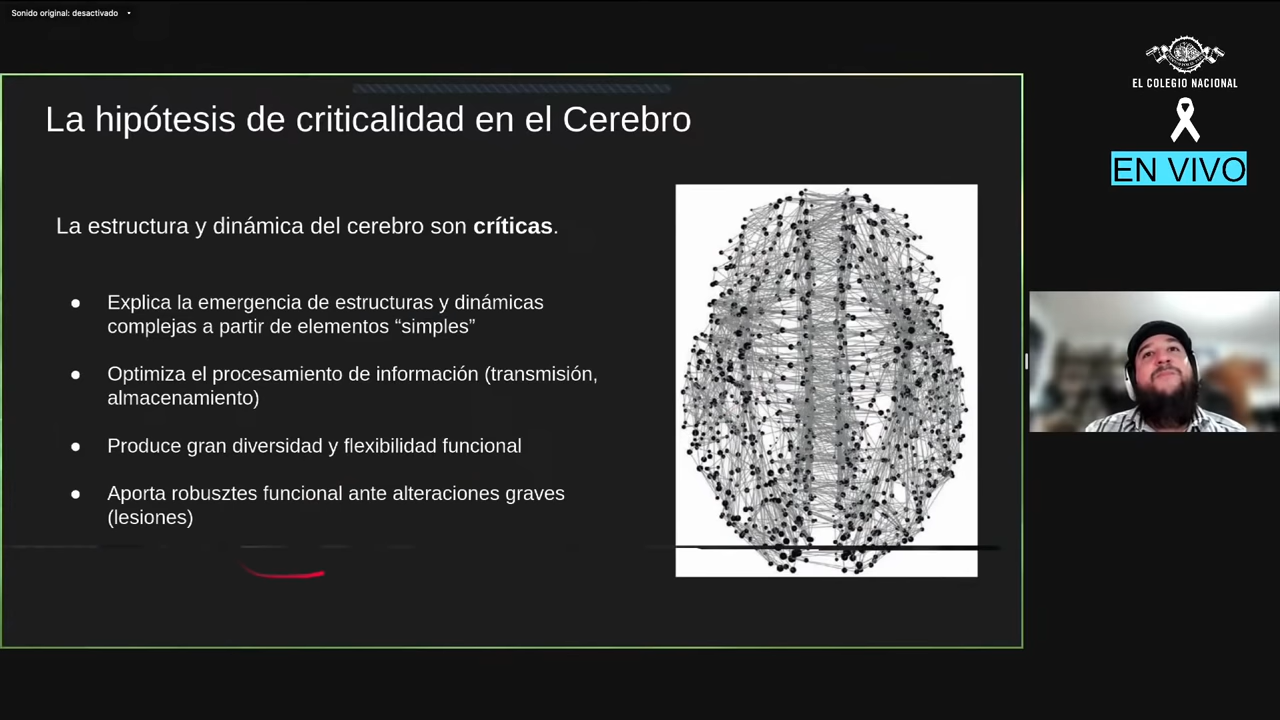 Sonido original: desactivado
EL COLEGIO NACIONAL
EN VIVO
La hipótesis de criticalidad en el Cerebro
La estructura y dinámica del cerebro son críticas.
● Explica la emergencia de estructuras y dinámicas
complejas a partir de elementos “simples”
● Optimiza el procesamiento de información (transmisión,
almacenamiento)
● Produce gran diversidad y flexibilidad funcional
● Aporta robusztes funcional ante alteraciones graves
(lesiones)